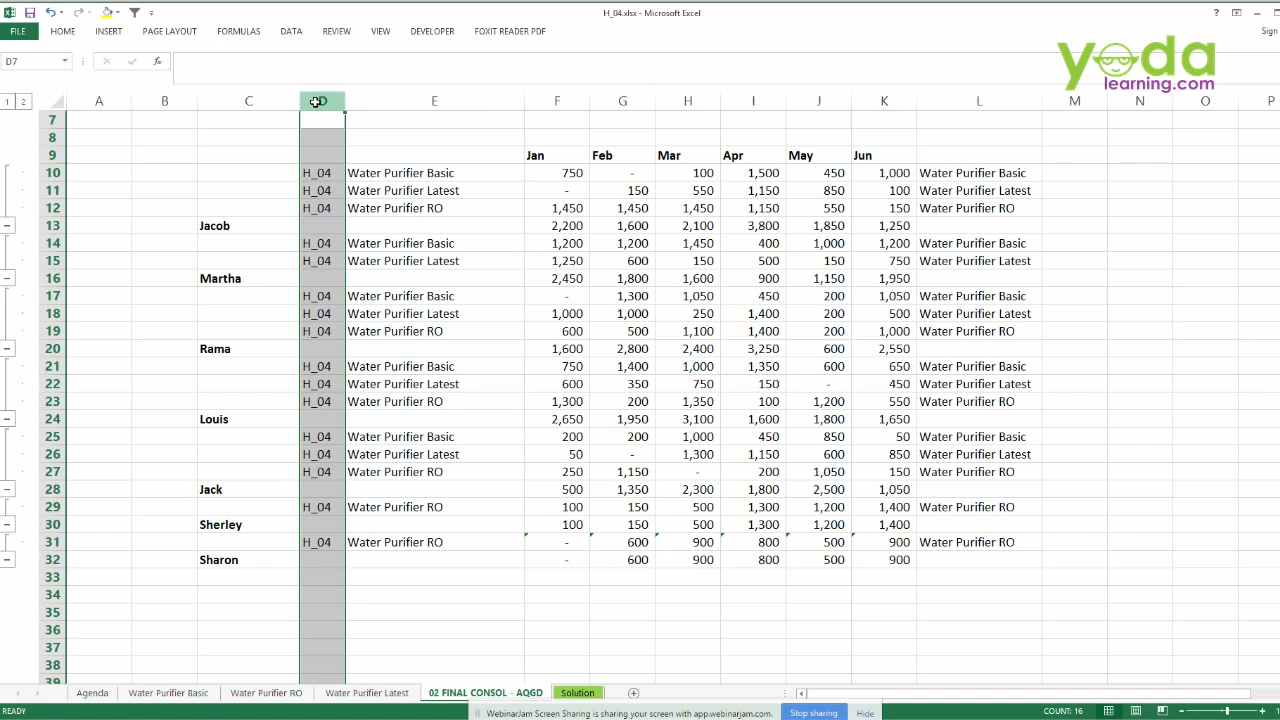 H_04.xlsx - Microsoft Excel
?
FILE HOME INSERT PAGE LAYOUT FORMULAS DATA REVIEW VIEW DEVELOPER FOXIT READER PDF Sign
yoda
learning.com
D7 fx
1 2 A B C D E F G H I J K L M N O P
7
8
9 Jan Feb Mar Apr May Jun
10 H_04 Water Purifier Basic 750 - 100 1,500 450 1,000 Water Purifier Basic
11 H_04 Water Purifier Latest - 150 550 1,150 850 100 Water Purifier Latest
12 H_04 Water Purifier RO 1,450 1,450 1,450 1,150 550 150 Water Purifier RO
13 Jacob 2,200 1,600 2,100 3,800 1,850 1,250
14 H_04 Water Purifier Basic 1,200 1,200 1,450 400 1,000 1,200 Water Purifier Basic
15 H_04 Water Purifier Latest 1,250 600 150 500 150 750 Water Purifier Latest
16 Martha 2,450 1,800 1,600 900 1,150 1,950
17 H_04 Water Purifier Basic - 1,300 1,050 450 200 1,050 Water Purifier Basic
18 H_04 Water Purifier Latest 1,000 1,000 250 1,400 200 500 Water Purifier Latest
19 H_04 Water Purifier RO 600 500 1,100 1,400 200 1,000 Water Purifier RO
20 Rama 1,600 2,800 2,400 3,250 600 2,550
21 H_04 Water Purifier Basic 750 1,400 1,000 1,350 600 650 Water Purifier Basic
22 H_04 Water Purifier Latest 600 350 750 150 - 450 Water Purifier Latest
23 H_04 Water Purifier RO 1,300 200 1,350 100 1,200 550 Water Purifier RO
24 Louis 2,650 1,950 3,100 1,600 1,800 1,650
25 H_04 Water Purifier Basic 200 200 1,000 450 850 50 Water Purifier Basic
26 H_04 Water Purifier Latest 50 - 1,300 1,150 600 850 Water Purifier Latest
27 H_04 Water Purifier RO 250 1,150 - 200 1,050 150 Water Purifier RO
28 Jack 500 1,350 2,300 1,800 2,500 1,050
29 H_04 Water Purifier RO 100 150 500 1,300 1,200 1,400 Water Purifier RO
30 Sherley 100 150 500 1,300 1,200 1,400
31 H_04 Water Purifier RO - 600 900 800 500 900 Water Purifier RO
32 Sharon - 600 900 800 500 900
33
34
35
36
37
38
39
Agenda Water Purifier Basic Water Purifier RO Water Purifier Latest 02 FINAL CONSOL - AQGD Solution
READY WebinarJam Screen Sharing is sharing your screen with app.webinarjam.com. Stop sharing Hide COUNT: 16